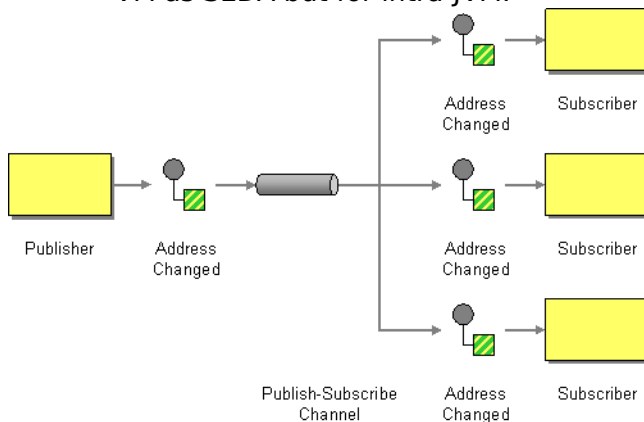 Address
Changed
Subscriber
Publisher
Address
Changed
Address
Changed
Subscriber
Publish-Subscribe
Channel
Address
Changed
Subscriber